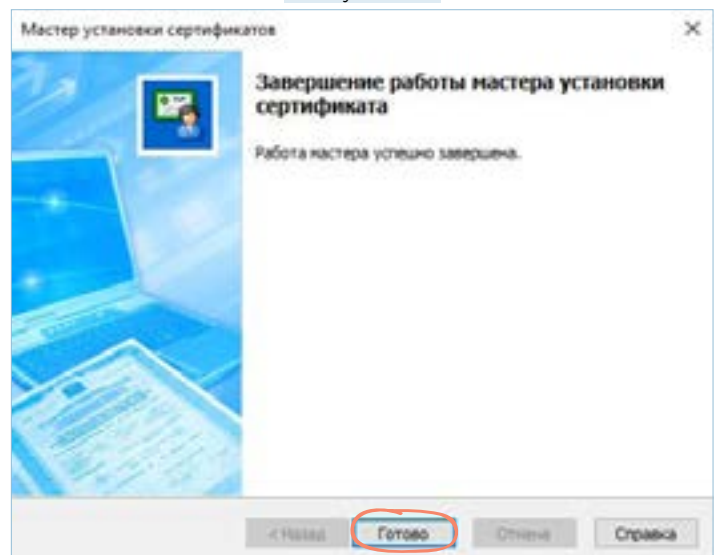 Мастер установки сертификатов
Завершение работы мастера установки
сертификата
Работа мастера успешно завершена.
< Назад
Готово
Отмена
Справка